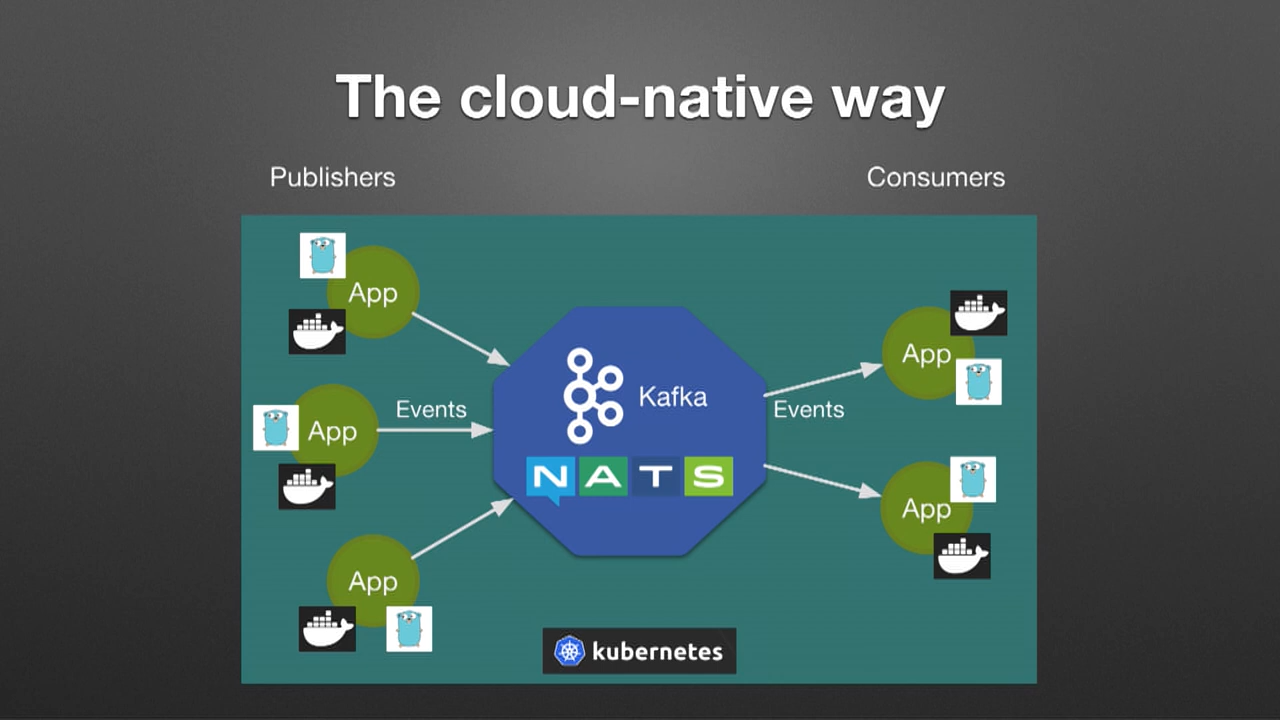 The cloud-native way
Publishers
Consumers
App
App
App
Events
Kafka
NATS
Events
App
App
kubernetes